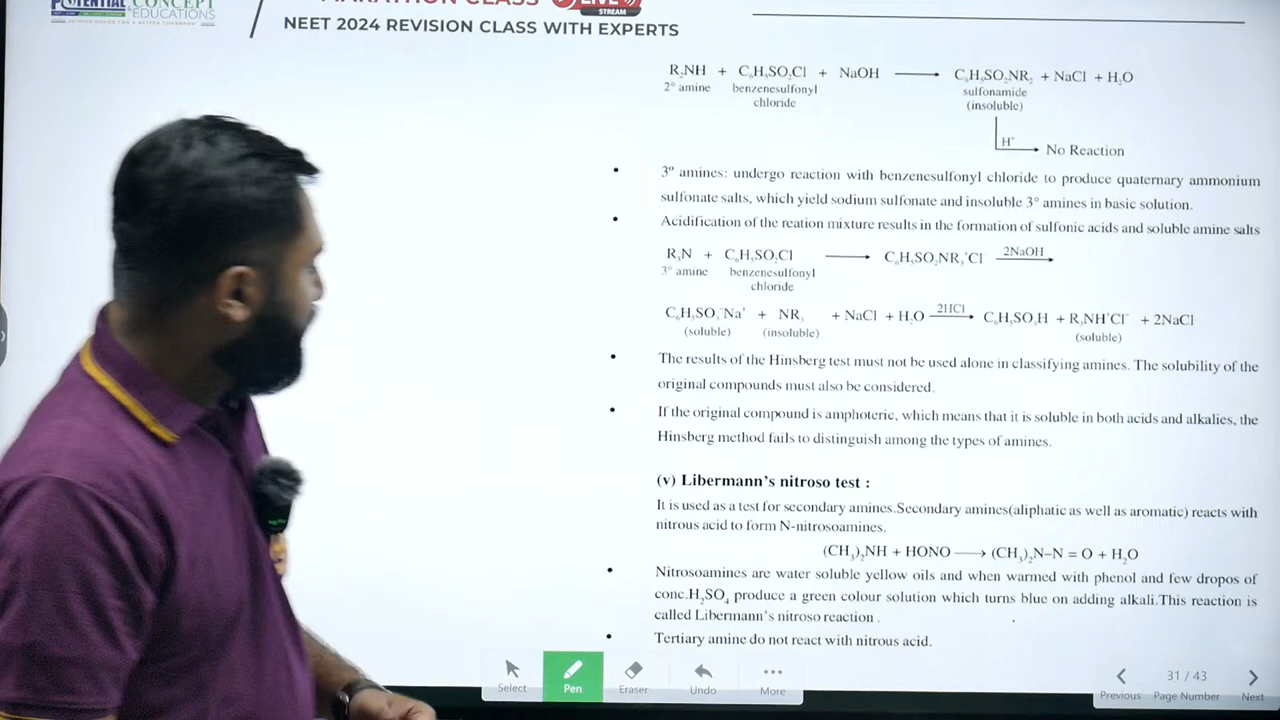 POTENTIAL CONCEPT
EDUCATIONS
MARATHON CLASS LIVE
STREAM
NEET 2024 REVISION CLASS WITH EXPERTS
R₂NH + C₆H₅SO₂Cl + NaOH ⟶ C₆H₅SO₂NR₂ + NaCl + H₂O
2° amine benzenesulfonyl sulfonamide
chloride (insoluble)
H⁺
No Reaction
• 3° amines: undergo reaction with benzenesulfonyl chloride to produce quaternary ammonium
sulfonate salts, which yield sodium sulfonate and insoluble 3° amines in basic solution.
• Acidification of the reation mixture results in the formation of sulfonic acids and soluble amine salts
R₃N + C₆H₅SO₂Cl ⟶ C₆H₅SO₂NR₃⁺Cl⁻ 2NaOH ⟶
3° amine benzenesulfonyl
chloride
C₆H₅SO₃⁻Na⁺ + NR₃ + NaCl + H₂O 2HCl ⟶ C₆H₅SO₃H + R₃NH⁺Cl⁻ + 2NaCl
(soluble) (insoluble) (soluble)
• The results of the Hinsberg test must not be used alone in classifying amines. The solubility of the
original compounds must also be considered.
• If the original compound is amphoteric, which means that it is soluble in both acids and alkalies, the
Hinsberg method fails to distinguish among the types of amines.
(v) Libermann's nitroso test :
It is used as a test for secondary amines.Secondary amines(aliphatic as well as aromatic) reacts with
nitrous acid to form N-nitrosoamines.
(CH₃)₂NH + HONO ⟶ (CH₃)₂N–N = O + H₂O
• Nitrosoamines are water soluble yellow oils and when warmed with phenol and few dropos of
conc.H₂SO₄ produce a green colour solution which turns blue on adding alkali.This reaction is
called Libermann's nitroso reaction .
• Tertiary amine do not react with nitrous acid.
Select Pen Eraser Undo More
31 / 43
Previous Page Number Next